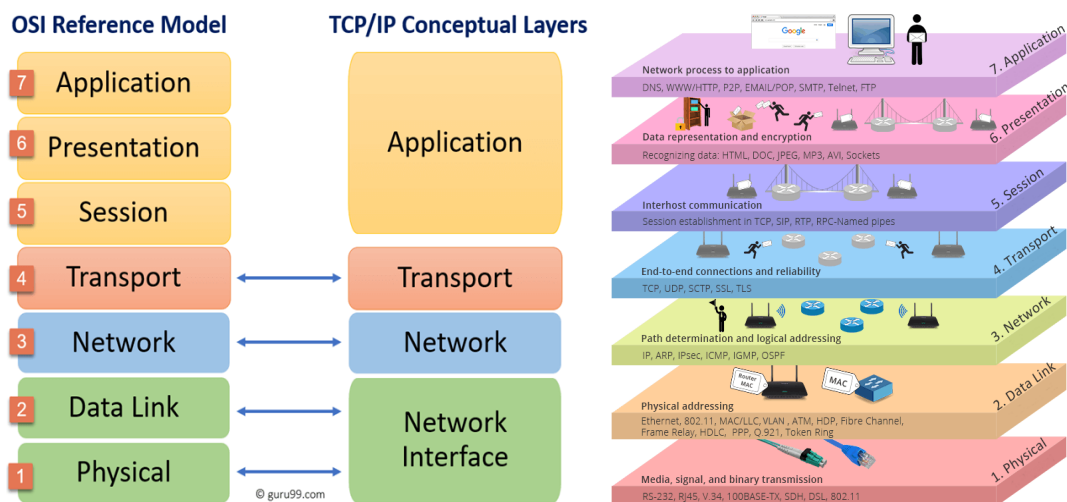 OSI Reference Model
7 Application
6 Presentation
5 Session
4 Transport
3 Network
2 Data Link
1 Physical
TCP/IP Conceptual Layers
Application
Transport
Network
Network
Interface
© guru99.com
Google
7. Application
Network process to application
DNS, WWW/HTTP, P2P, EMAIL/POP, SMTP, Telnet, FTP
6. Presentation
Data representation and encryption
Recognizing data: HTML, DOC, JPEG, MP3, AVI, Sockets
5. Session
Interhost communication
Session establishment in TCP, SIP, RTP, RPC-Named pipes
4. Transport
End-to-end connections and reliability
TCP, UDP, SCTP, SSL, TLS
3. Network
Path determination and logical addressing
IP, ARP, IPsec, ICMP, IGMP, OSPF
Router
MAC
MAC
2. Data Link
Physical addressing
Ethernet, 802.11, MAC/LLC, VLAN , ATM, HDP, Fibre Channel,
Frame Relay, HDLC, PPP, Q.921, Token Ring
1. Physical
Media, signal, and binary transmission
RS-232, RJ45, V.34, 100BASE-TX, SDH, DSL, 802.11